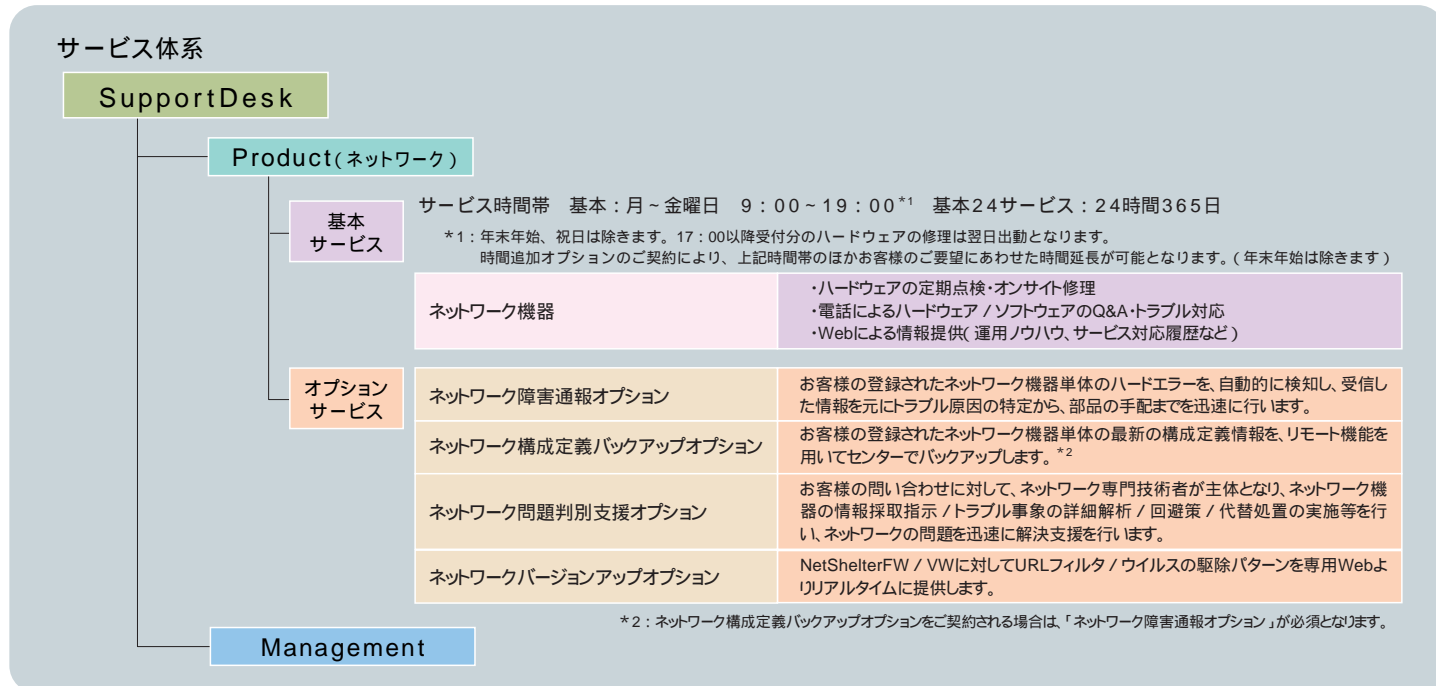 サービス体系
SupportDesk
Product(ネットワーク)
基本
サービス
サービス時間帯 基本：月~金曜日 9：00~19：00*1 基本24サービス：24時間365日
*1：年末年始、祝日は除きます。17：00以降受付分のハードウェアの修理は翌日出動となります。
時間追加オプションのご契約により、上記時間帯のほかお客様のご要望にあわせた時間延長が可能となります。(年末年始は除きます)
ネットワーク機器
・ハードウェアの定期点検・オンサイト修理
・電話によるハードウェア/ソフトウェアのQ&A・トラブル対応
・Webによる情報提供(運用ノウハウ、サービス対応履歴など)
オプション
サービス
ネットワーク障害通報オプション
お客様の登録されたネットワーク機器単体のハードエラーを、自動的に検知し、受信し
た情報を元にトラブル原因の特定から、部品の手配までを迅速に行います。
ネットワーク構成定義バックアップオプション
お客様の登録されたネットワーク機器単体の最新の構成定義情報を、リモート機能を
用いてセンターでバックアップします。*2
ネットワーク問題判別支援オプション
お客様の問い合わせに対して、ネットワーク専門技術者が主体となり、ネットワーク機
器の情報採取指示/トラブル事象の詳細解析/回避策/代替処置の実施等を行
い、ネットワークの問題を迅速に解決支援を行います。
ネットワークバージョンアップオプション
NetShelterFW/VWに対してURLフィルタ/ウイルスの駆除パターンを専用Webよ
りリアルタイムに提供します。
*2：ネットワーク構成定義バックアップオプションをご契約される場合は、「ネットワーク障害通報オプション」が必須となります。
Management